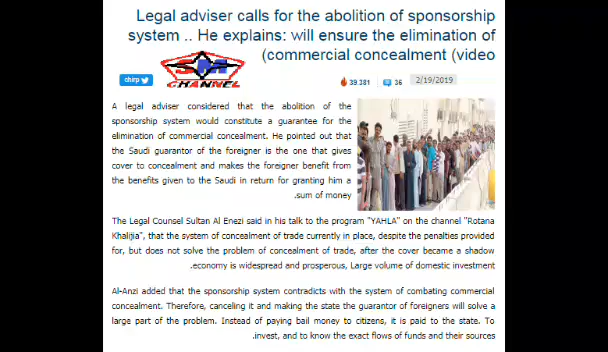 Legal adviser calls for the abolition of sponsorship
system .. He explains: will ensure the elimination of
(commercial concealment (video
chirp
SM
CHANNEL
39 381
36
2/19/2019
A legal adviser considered that the abolition of the
sponsorship system would constitute a guarantee for the
elimination of commercial concealment. He pointed out that
the Saudi guarantor of the foreigner is the one that gives
cover to concealment and makes the foreigner benefit from
the benefits given to the Saudi in return for granting him a
.sum of money
The Legal Counsel Sultan Al Enezi said in his talk to the program "YAHLA" on the channel "Rotana
Khalijia", that the system of concealment of trade currently in place, despite the penalties provided
for, but does not solve the problem of concealment of trade, after the cover became a shadow
.economy is widespread and prosperous, Large volume of domestic investment
Al-Anzi added that the sponsorship system contradicts with the system of combating commercial
concealment. Therefore, canceling it and making the state the guarantor of foreigners will solve a
large part of the problem. Instead of paying bail money to citizens, it is paid to the state. To
.invest, and to know the exact flows of funds and their sources